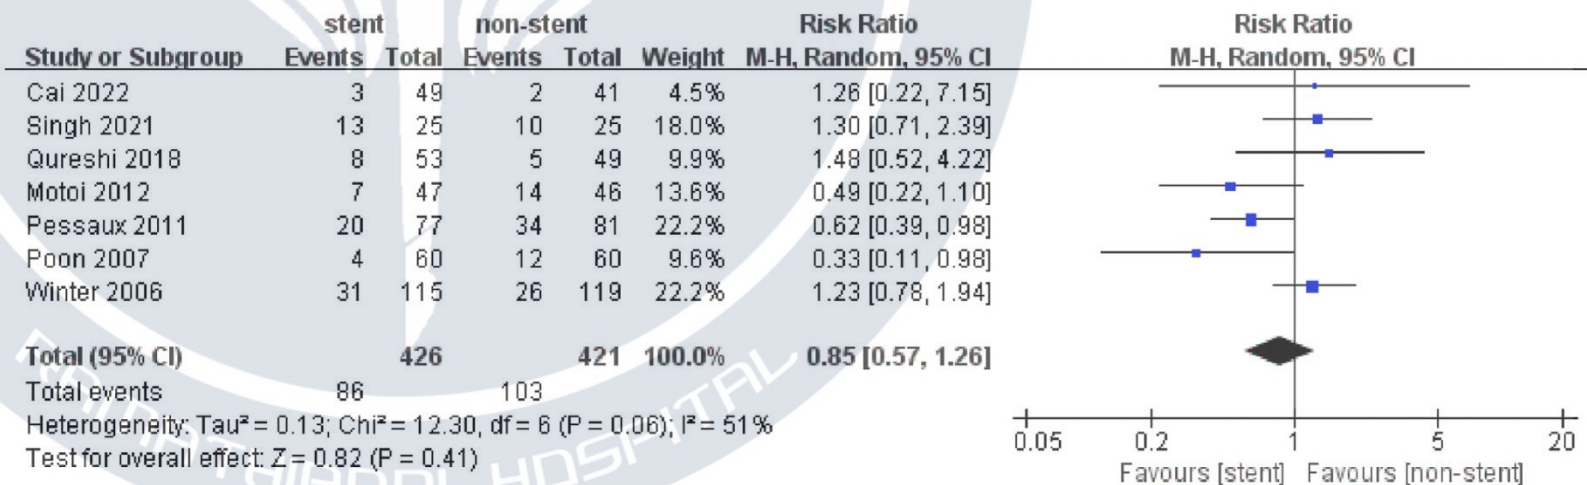 stent non-stent Risk Ratio Risk Ratio
Study or Subgroup Events Total Events Total Weight M-H, Random, 95% CI M-H, Random, 95% CI
Cai 2022 3 49 2 41 4.5% 1.26 [0.22, 7.15]
Singh 2021 13 25 10 25 18.0% 1.30 [0.71, 2.39]
Qureshi 2018 8 53 5 49 9.9% 1.48 [0.52, 4.22]
Motoi 2012 7 47 14 46 13.6% 0.49 [0.22, 1.10]
Pessaux 2011 20 77 34 81 22.2% 0.62 [0.39, 0.98]
Poon 2007 4 60 12 60 9.6% 0.33 [0.11, 0.98]
Winter 2006 31 115 26 119 22.2% 1.23 [0.78, 1.94]
Total (95% CI) 426 421 100.0% 0.85 [0.57, 1.26]
Total events 86 103
Heterogeneity: Tau² = 0.13; Chi² = 12.30, df = 6 (P = 0.06); I² = 51%
Test for overall effect: Z = 0.82 (P = 0.41)
0.05 0.2 1 5 20
Favours [stent] Favours [non-stent]
HOSPITAL